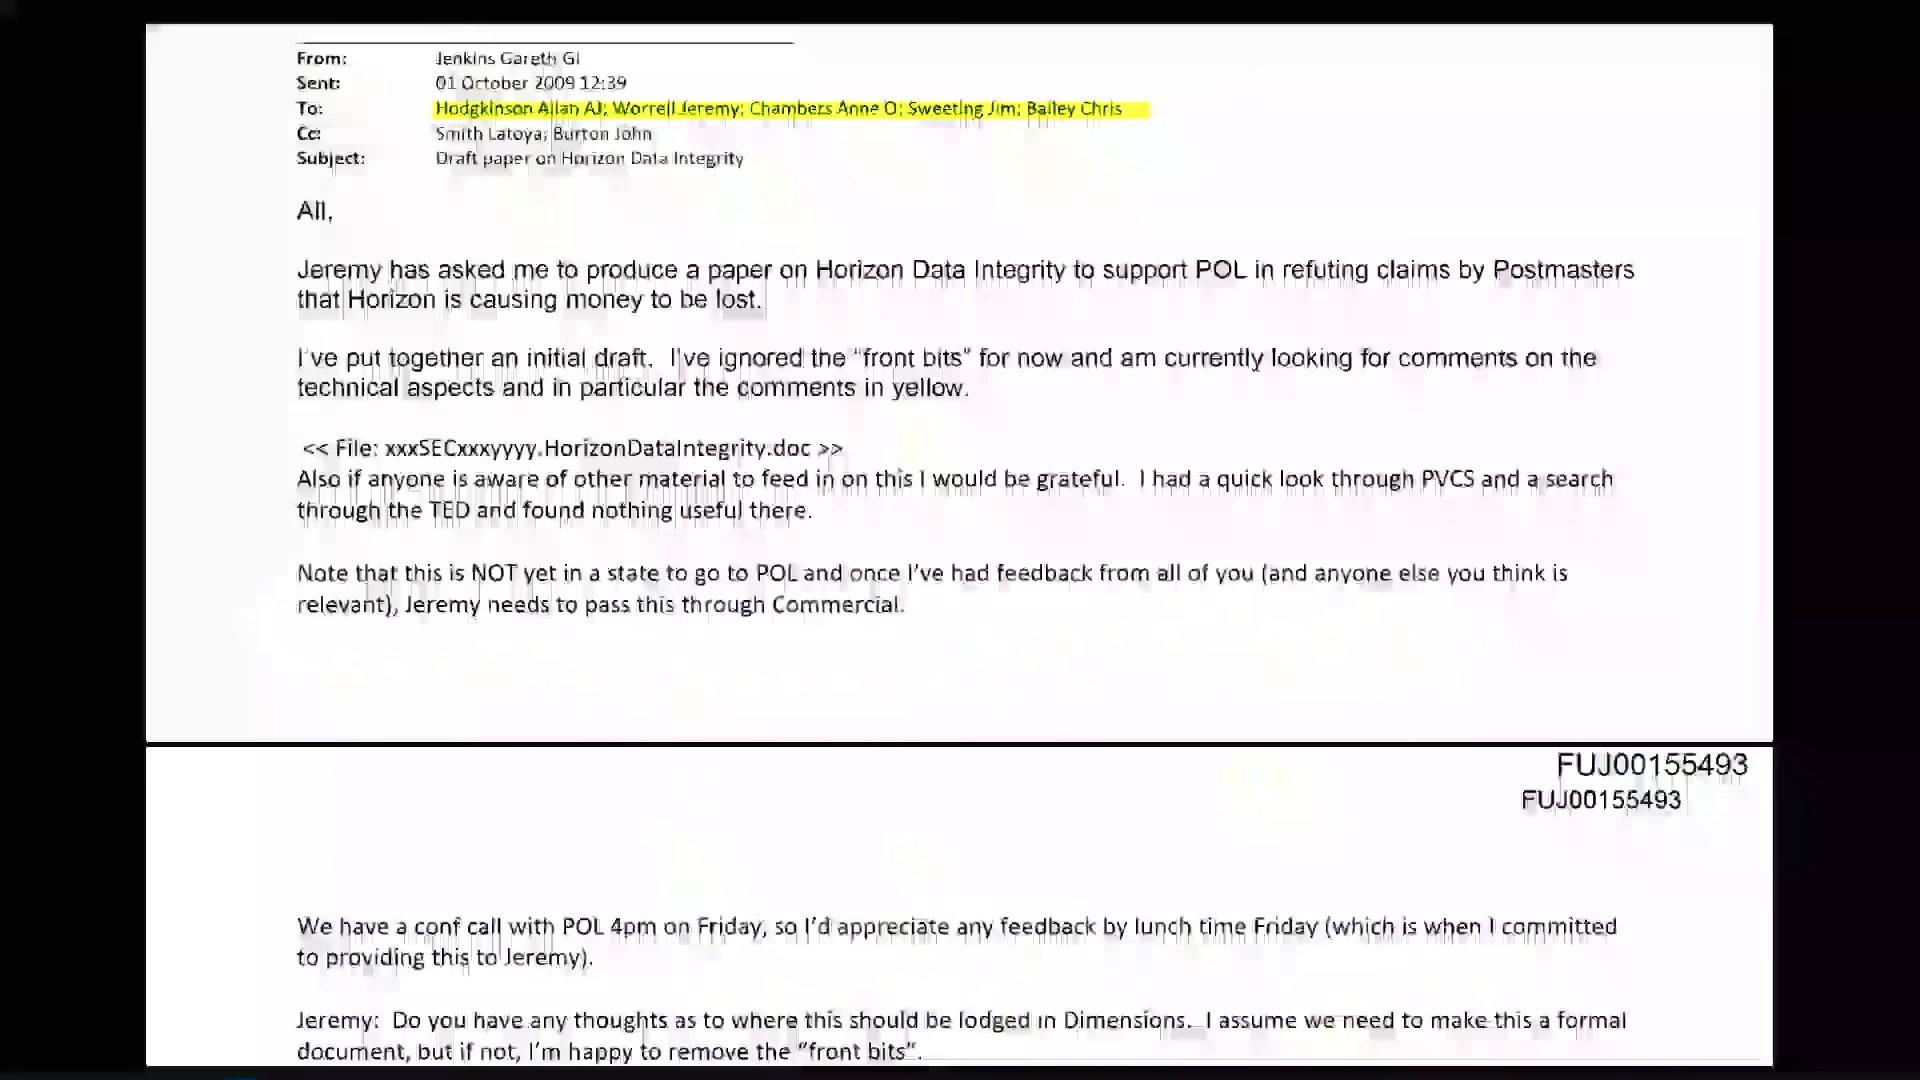 From: Jenkins Gareth GI
Sent: 01 October 2009 12:39
To: Hodgkinson Allan AJ; Worrell Jeremy; Chambers Anne O; Sweeting Jim; Bailey Chris
Cc: Smith Latoya; Burton John
Subject: Draft paper on Horizon Data Integrity
All,
Jeremy has asked me to produce a paper on Horizon Data Integrity to support POL in refuting claims by Postmasters
that Horizon is causing money to be lost.
I've put together an initial draft.  I've ignored the "front bits" for now and am currently looking for comments on the
technical aspects and in particular the comments in yellow.
<< File: xxxSECxxxyyyy.HorizonDataIntegrity.doc >>
Also if anyone is aware of other material to feed in on this I would be grateful.  I had a quick look through PVCS and a search
through the TED and found nothing useful there.
Note that this is NOT yet in a state to go to POL and once I've had feedback from all of you (and anyone else you think is
relevant), Jeremy needs to pass this through Commercial.
FUJ00155493
FUJ00155493
We have a conf call with POL 4pm on Friday, so I'd appreciate any feedback by lunch time Friday (which is when I committed
to providing this to Jeremy).
Jeremy:  Do you have any thoughts as to where this should be lodged in Dimensions.  I assume we need to make this a formal
document, but if not, I'm happy to remove the "front bits".